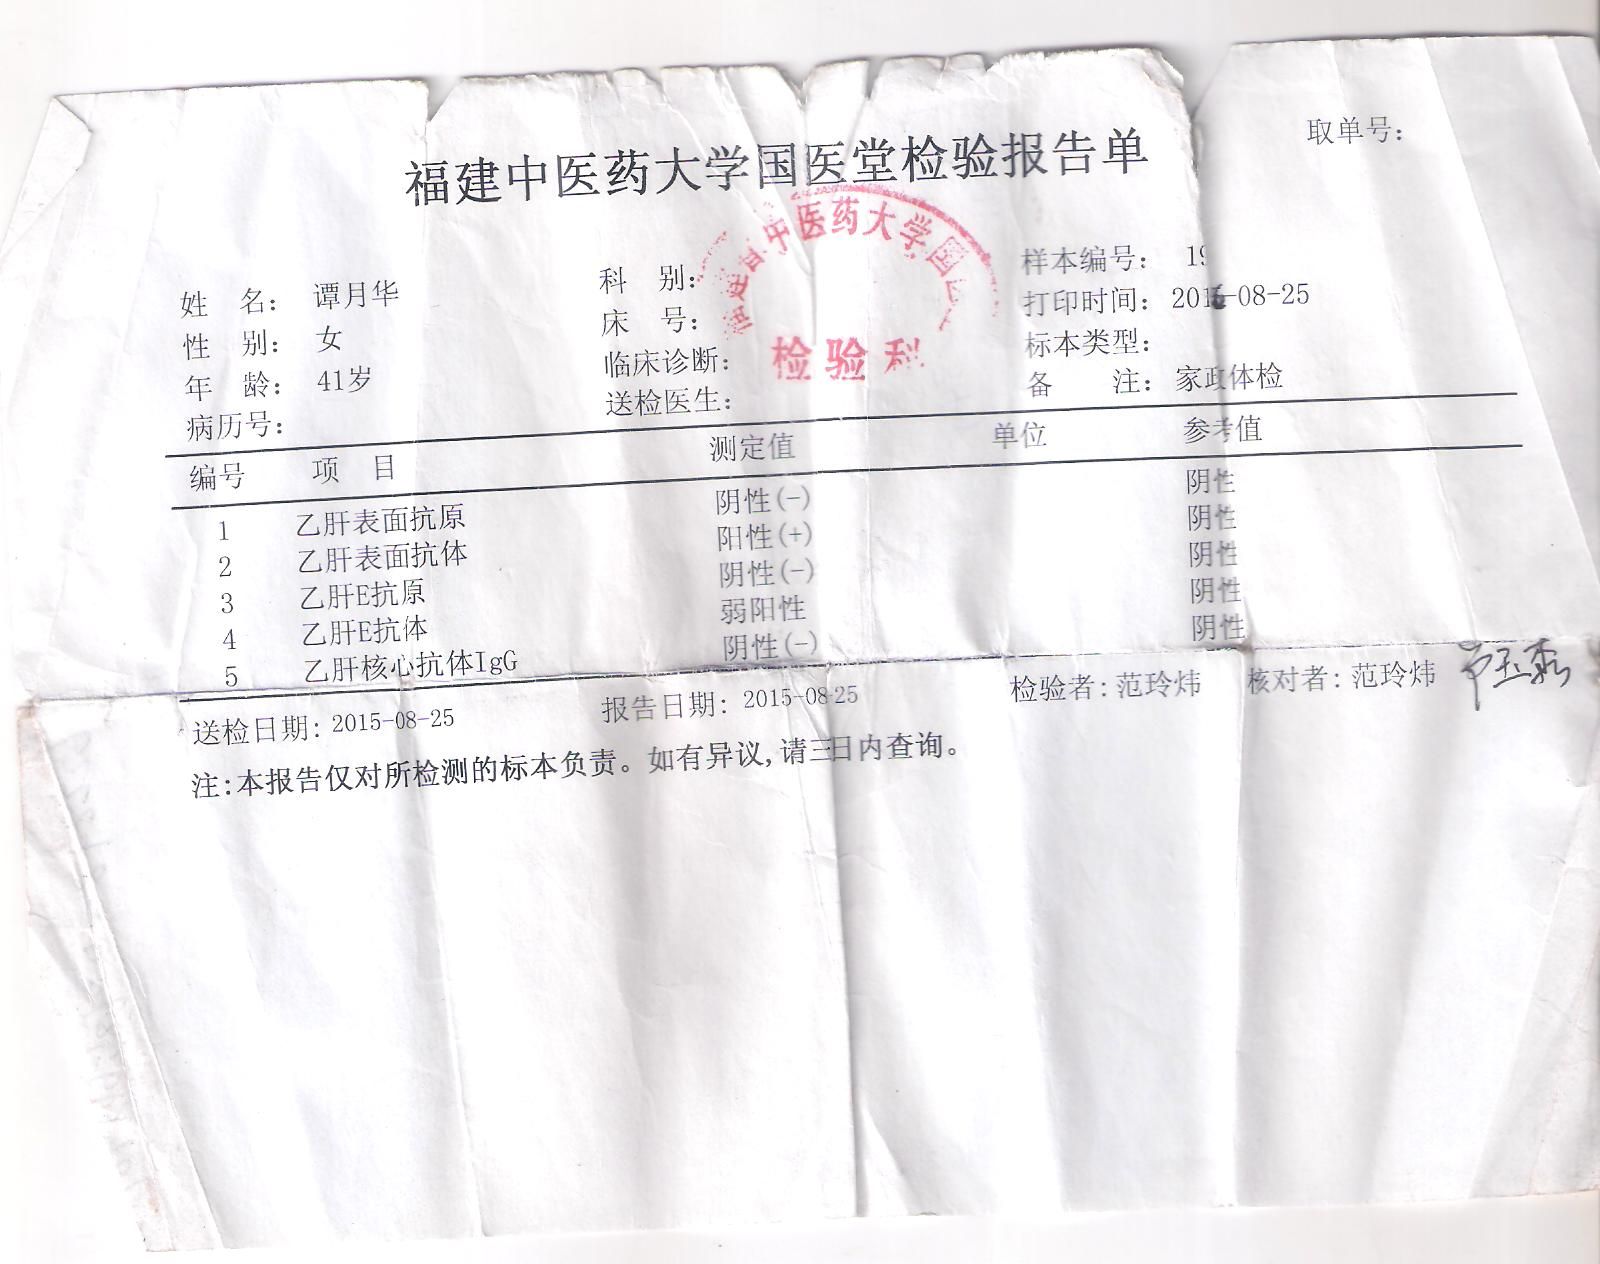 取单号:
福建中医药大学国医堂检验报告单
中医药大学国
检验科
姓 名: 谭月华 科 别: 样本编号: 19
性 别: 女 床 号: 打印时间: 201-08-25
年 龄: 41岁 临床诊断: 标本类型:
病历号: 送检医生: 备 注: 家政体检
编号 项 目 测定值 单位 参考值
1 乙肝表面抗原 阴性(-) 阴性
2 乙肝表面抗体 阳性(+) 阴性
3 乙肝E抗原 阴性(-) 阴性
4 乙肝E抗体 弱阳性 阴性
5 乙肝核心抗体IgG 阴性(-) 阴性
送检日期: 2015-08-25 报告日期: 2015-08-25 检验者: 范玲炜 核对者: 范玲炜
注:本报告仅对所检测的标本负责。如有异议,请三日内查询。